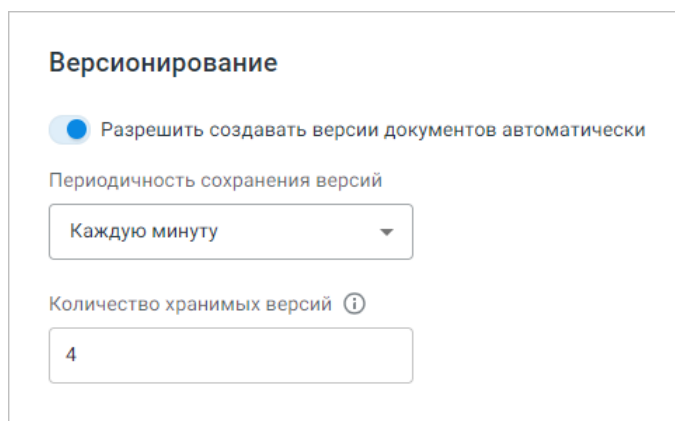 Версионирование
Разрешить создавать версии документов автоматически
Периодичность сохранения версий
Каждую минуту
Количество хранимых версий
4